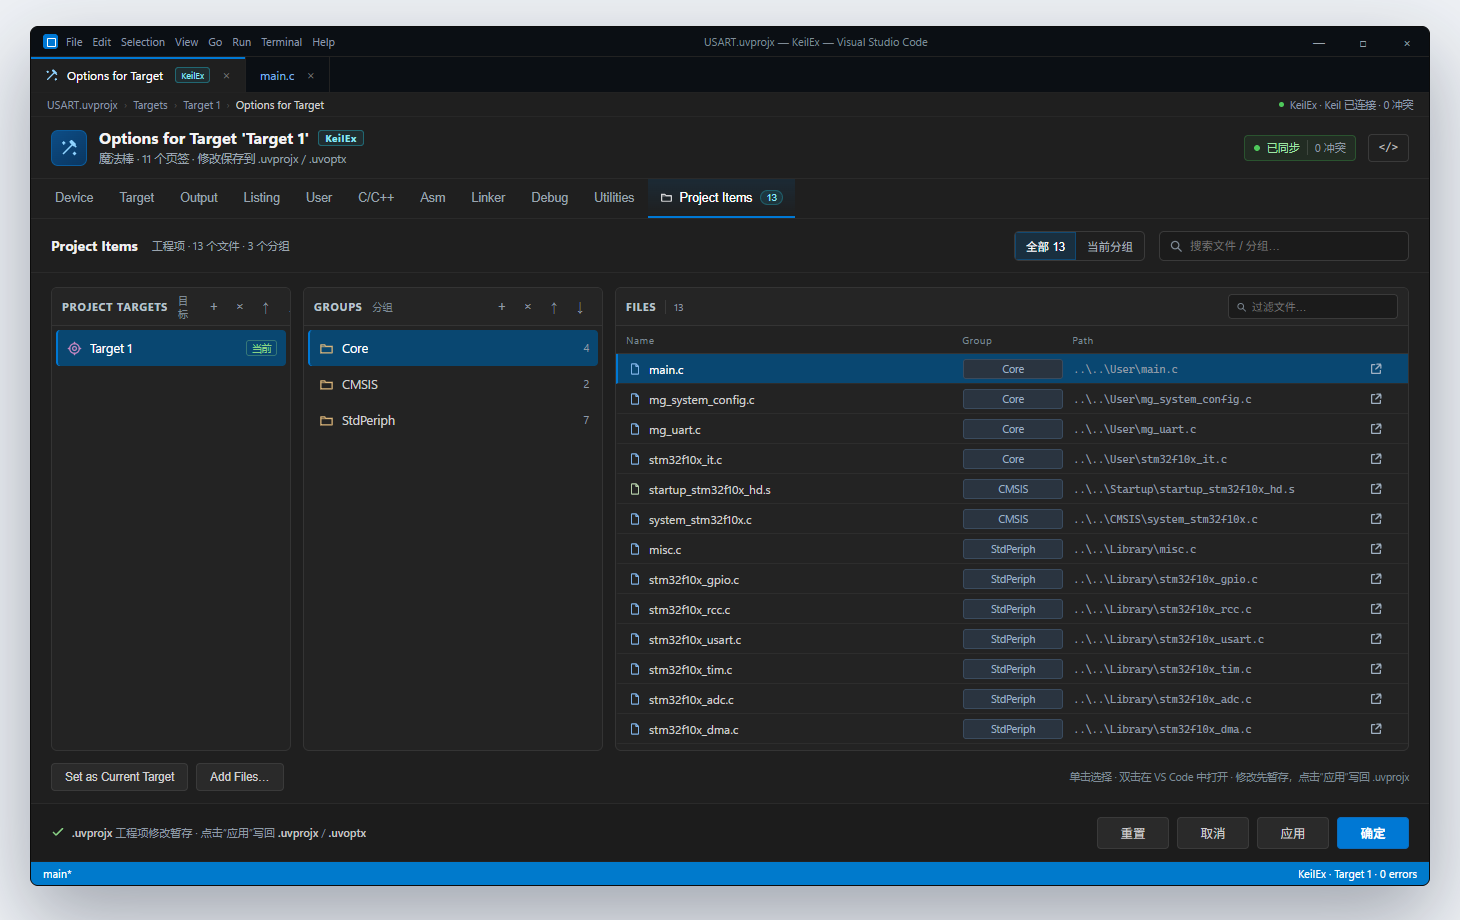 File Edit Selection View Go Run Terminal Help
USART.uvprojx — KeilEx — Visual Studio Code
Options for Target KeilEx ×
main.c ×
USART.uvprojx › Targets › Target 1 › Options for Target
KeilEx · Keil 已连接 · 0 冲突
Options for Target 'Target 1' KeilEx
魔法棒 · 11 个页签 · 修改保存到 .uvprojx / .uvoptx
已同步 0 冲突
</>
Device Target Output Listing User C/C++ Asm Linker Debug Utilities Project Items 13
Project Items 工程项 · 13 个文件 · 3 个分组
全部 13 当前分组
搜索文件 / 分组...
PROJECT TARGETS 目标 + × ↑
Target 1 当前
GROUPS 分组 + × ↑ ↓
Core 4
CMSIS 2
StdPeriph 7
FILES 13
过滤文件...
Name Group Path
main.c Core ..\..\User\main.c
mg_system_config.c Core ..\..\User\mg_system_config.c
mg_uart.c Core ..\..\User\mg_uart.c
stm32f10x_it.c Core ..\..\User\stm32f10x_it.c
startup_stm32f10x_hd.s CMSIS ..\..\Startup\startup_stm32f10x_hd.s
system_stm32f10x.c CMSIS ..\..\CMSIS\system_stm32f10x.c
misc.c StdPeriph ..\..\Library\misc.c
stm32f10x_gpio.c StdPeriph ..\..\Library\stm32f10x_gpio.c
stm32f10x_rcc.c StdPeriph ..\..\Library\stm32f10x_rcc.c
stm32f10x_usart.c StdPeriph ..\..\Library\stm32f10x_usart.c
stm32f10x_tim.c StdPeriph ..\..\Library\stm32f10x_tim.c
stm32f10x_adc.c StdPeriph ..\..\Library\stm32f10x_adc.c
stm32f10x_dma.c StdPeriph ..\..\Library\stm32f10x_dma.c
Set as Current Target Add Files...
单击选择 · 双击在 VS Code 中打开 · 修改先暂存，点击“应用”写回 .uvprojx
.uvprojx 工程项修改暂存 · 点击“应用”写回 .uvprojx / .uvoptx
重置 取消 应用 确定
main*
KeilEx · Target 1 · 0 errors